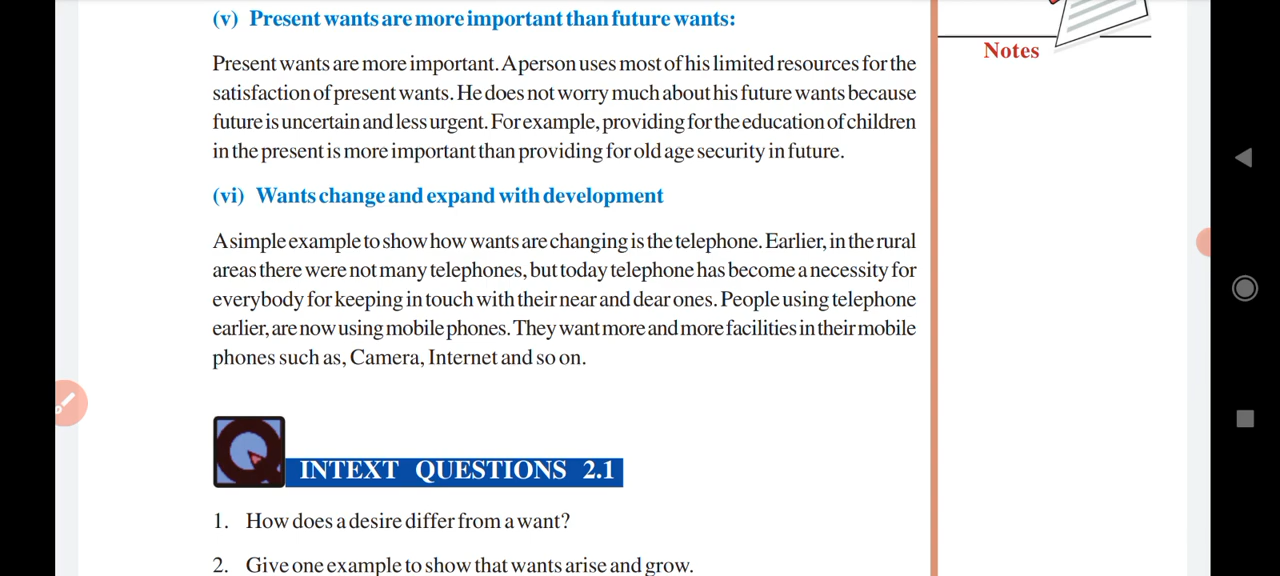 (v) Present wants are more important than future wants:
Notes
Present wants are more important. A person uses most of his limited resources for the
satisfaction of present wants. He does not worry much about his future wants because
future is uncertain and less urgent. For example, providing for the education of children
in the present is more important than providing for old age security in future.
(vi) Wants change and expand with development
A simple example to show how wants are changing is the telephone. Earlier, in the rural
areas there were not many telephones, but today telephone has become a necessity for
everybody for keeping in touch with their near and dear ones. People using telephone
earlier, are now using mobile phones. They want more and more facilities in their mobile
phones such as, Camera, Internet and so on.
INTEXT QUESTIONS 2.1
1. How does a desire differ from a want?
2. Give one example to show that wants arise and grow.